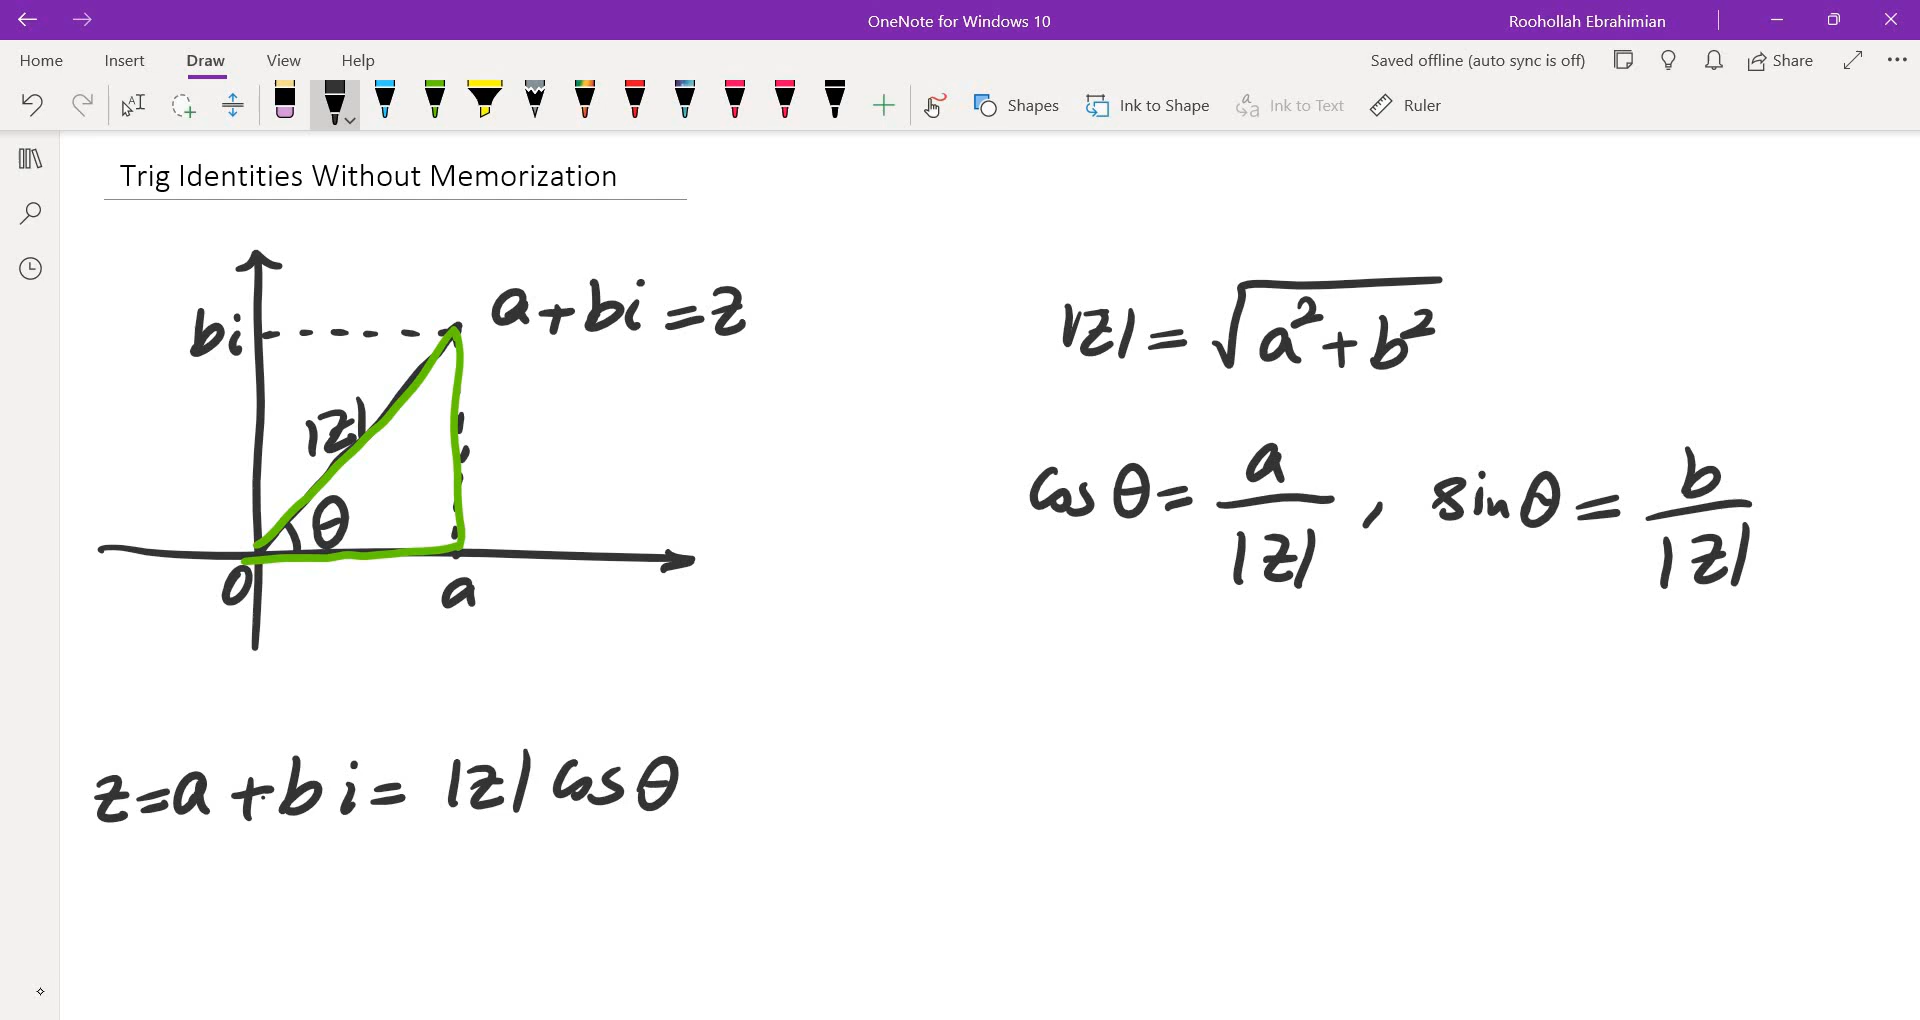 OneNote for Windows 10
Roohollah Ebrahimian
Home Insert Draw View Help
Saved offline (auto sync is off) Share
Shapes Ink to Shape Ink to Text Ruler
Trig Identities Without Memorization
bi
a+bi=z
|z|
θ
0
a
|z| = √(a²+b²)
cos θ = a/|z| , sin θ = b/|z|
z=a+bi= |z| cos θ